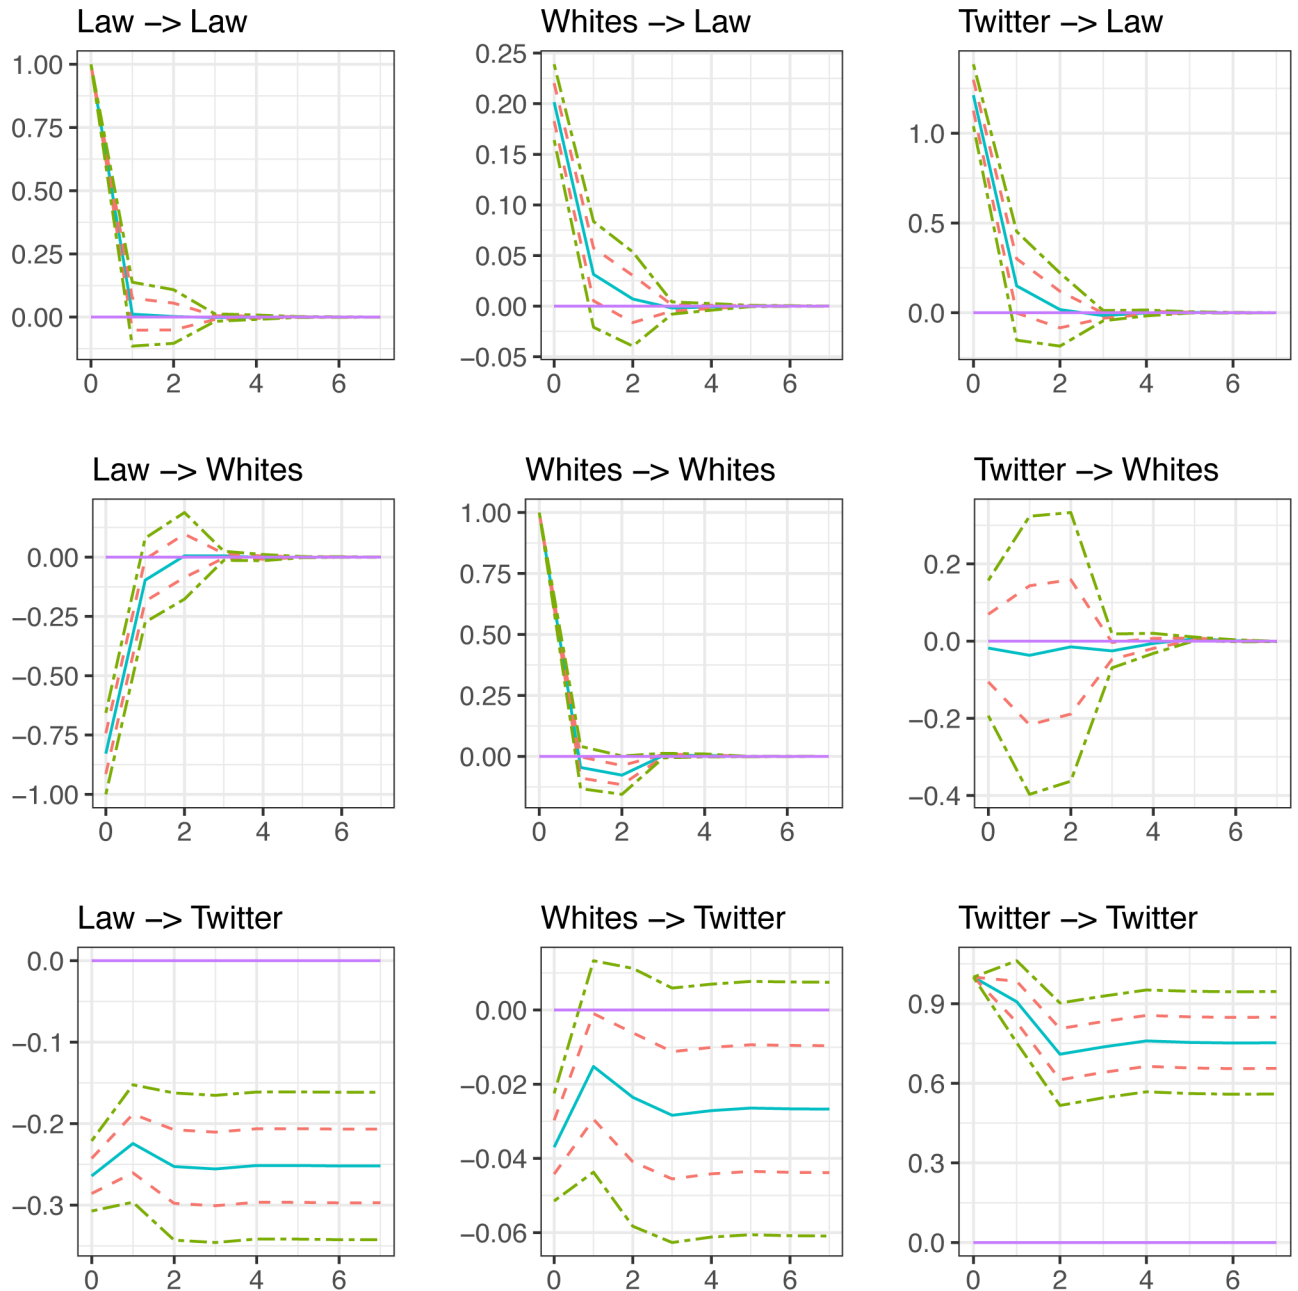 Law –> Law
1.00
0.75
0.50
0.25
0.00
0 2 4 6
Whites –> Law
0.25
0.20
0.15
0.10
0.05
0.00
−0.05
0 2 4 6
Twitter –> Law
1.0
0.5
0.0
0 2 4 6
Law –> Whites
0.00
−0.25
−0.50
−0.75
−1.00
0 2 4 6
Whites –> Whites
1.00
0.75
0.50
0.25
0.00
0 2 4 6
Twitter –> Whites
0.2
0.0
−0.2
−0.4
0 2 4 6
Law –> Twitter
0.0
−0.1
−0.2
−0.3
0 2 4 6
Whites –> Twitter
0.00
−0.02
−0.04
−0.06
0 2 4 6
Twitter –> Twitter
0.9
0.6
0.3
0.0
0 2 4 6